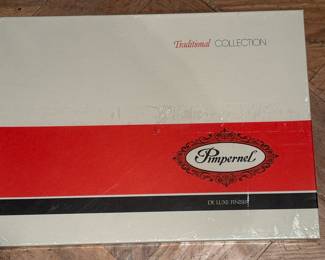 Traditional COLLECTION
Pimpernel
DE LUXE FINISH